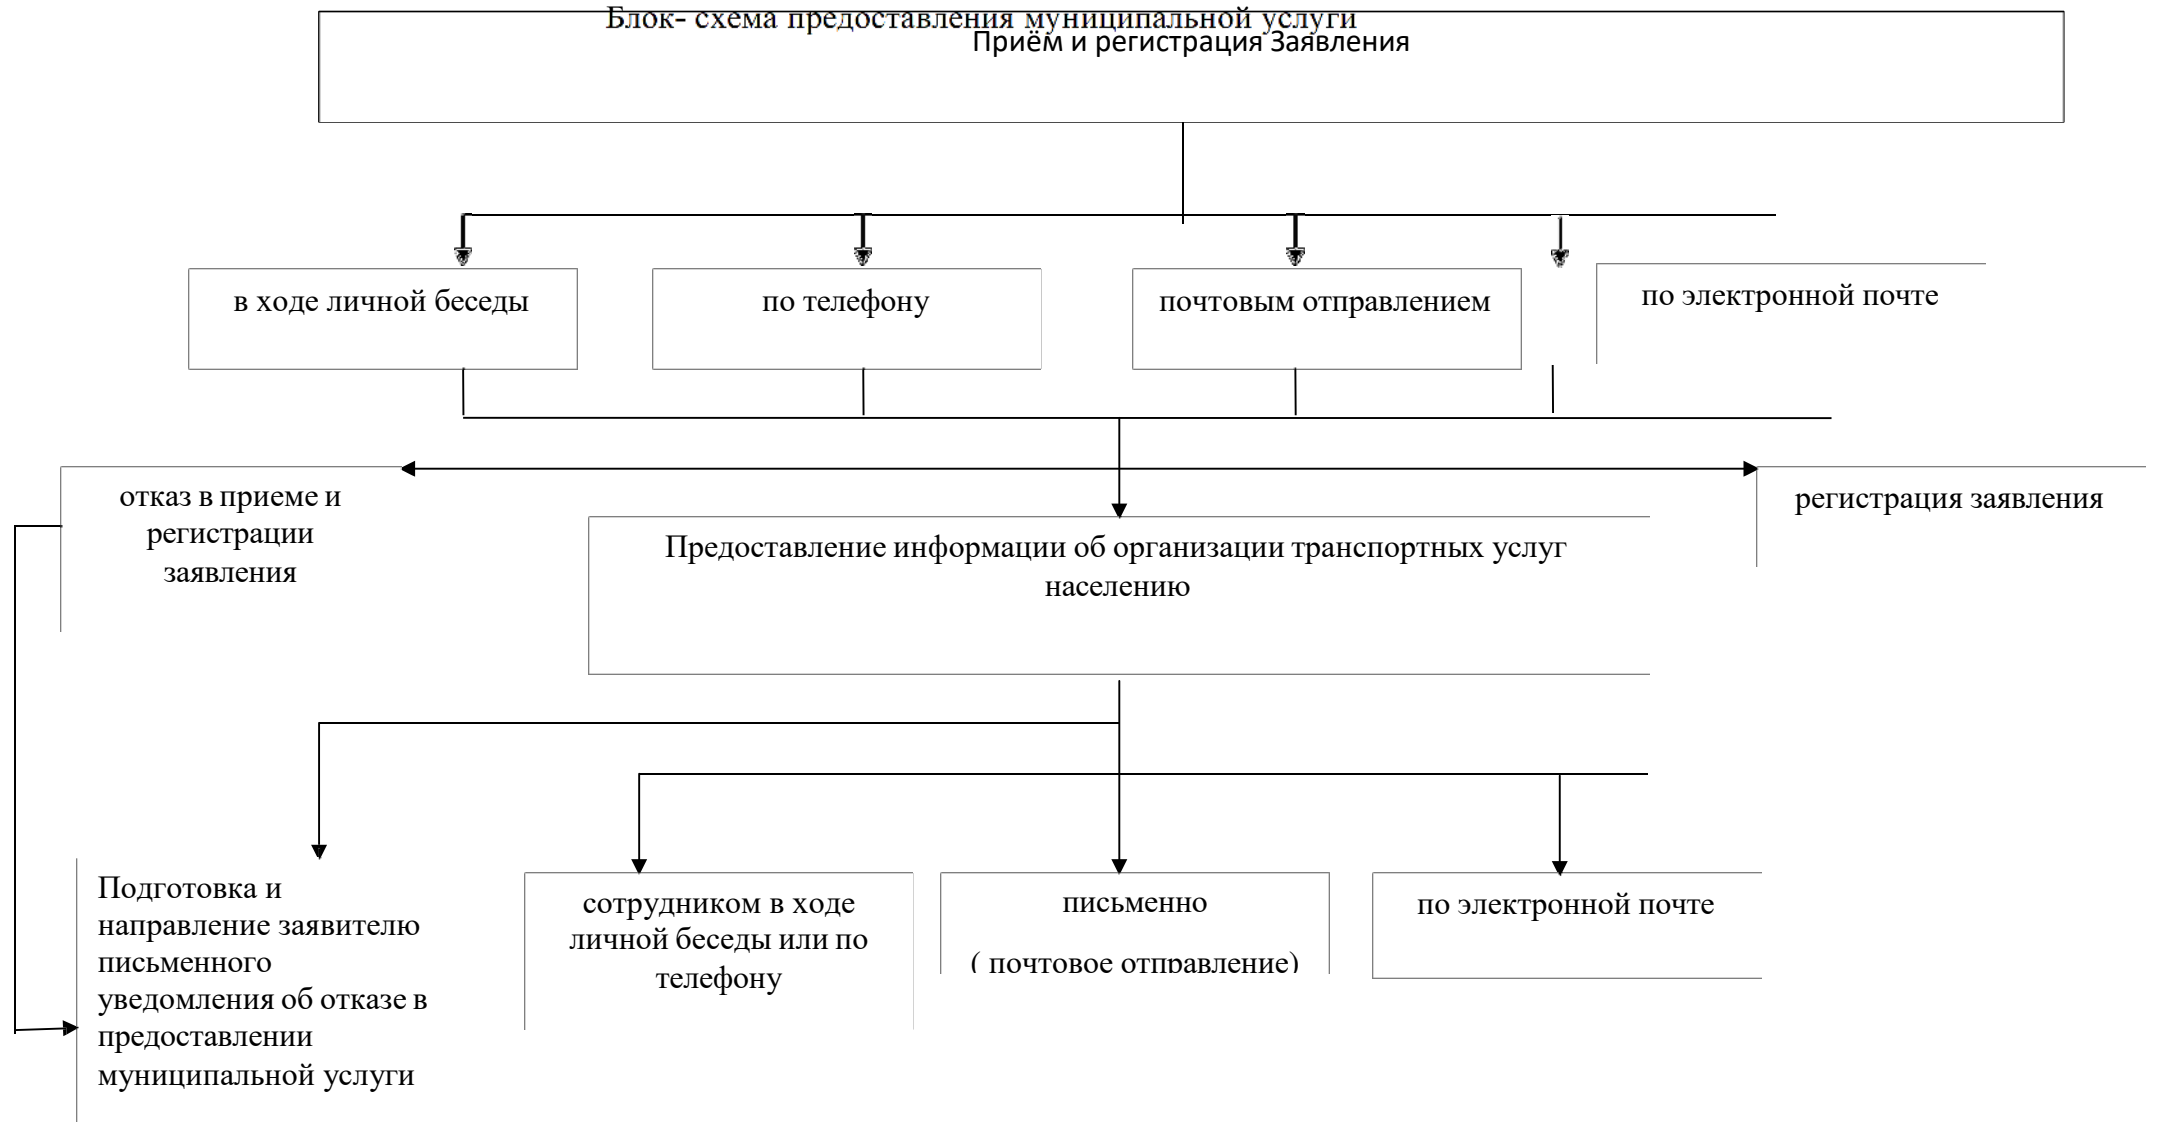 Блок- схема предоставления муниципальной услуги
Приём и регистрация Заявления
в ходе личной беседы
по телефону
почтовым отправлением
по электронной почте
отказ в приеме и
регистрации
заявления
Предоставление информации об организации транспортных услуг
населению
регистрация заявления
Подготовка и
направление заявителю
письменного
уведомления об отказе в
предоставлении
муниципальной услуги
сотрудником в ходе
личной беседы или по
телефону
письменно
( почтовое отправление)
по электронной почте